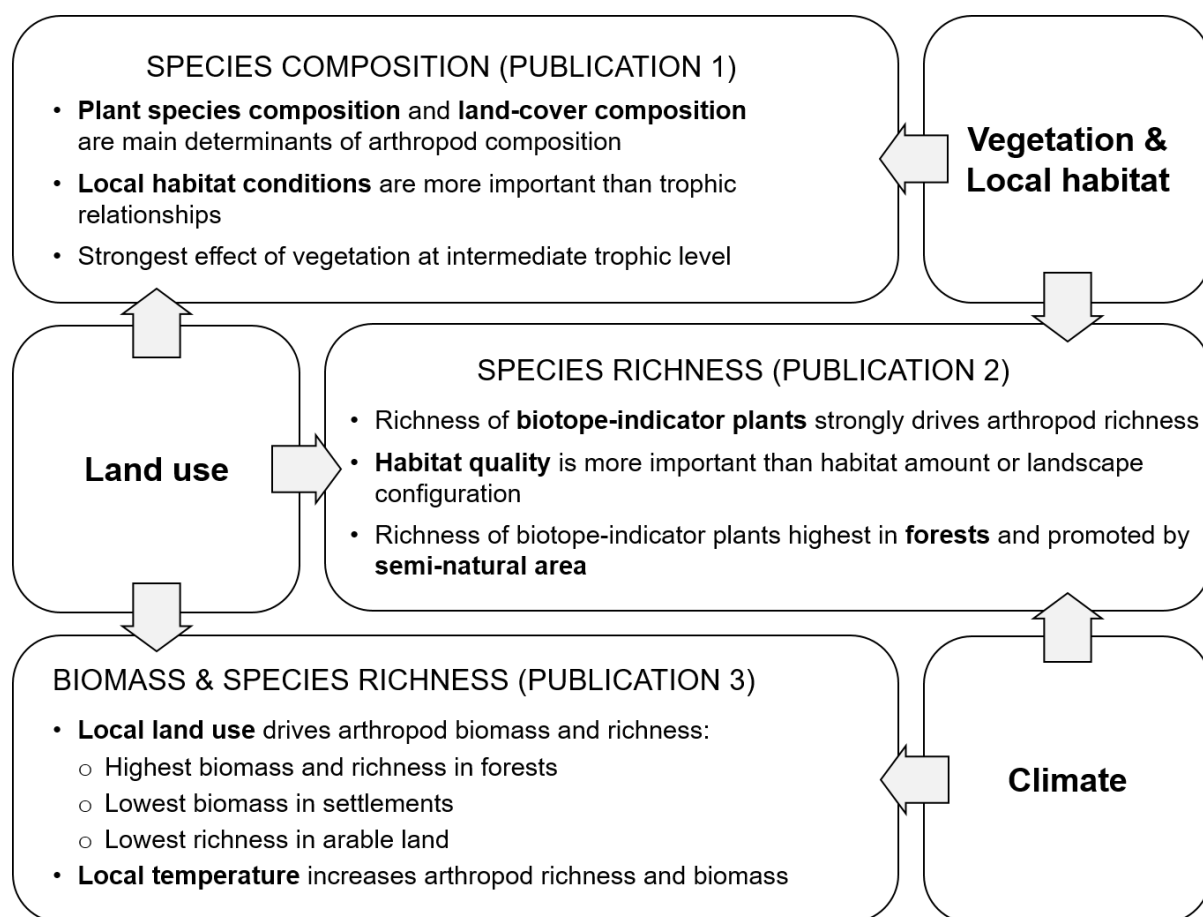 SPECIES COMPOSITION (PUBLICATION 1)
• Plant species composition and land-cover composition
are main determinants of arthropod composition
• Local habitat conditions are more important than trophic
relationships
• Strongest effect of vegetation at intermediate trophic level
Vegetation &
Local habitat
Land use
SPECIES RICHNESS (PUBLICATION 2)
• Richness of biotope-indicator plants strongly drives arthropod richness
• Habitat quality is more important than habitat amount or landscape
configuration
• Richness of biotope-indicator plants highest in forests and promoted by
semi-natural area
BIOMASS & SPECIES RICHNESS (PUBLICATION 3)
• Local land use drives arthropod biomass and richness:
o Highest biomass and richness in forests
o Lowest biomass in settlements
o Lowest richness in arable land
• Local temperature increases arthropod richness and biomass
Climate